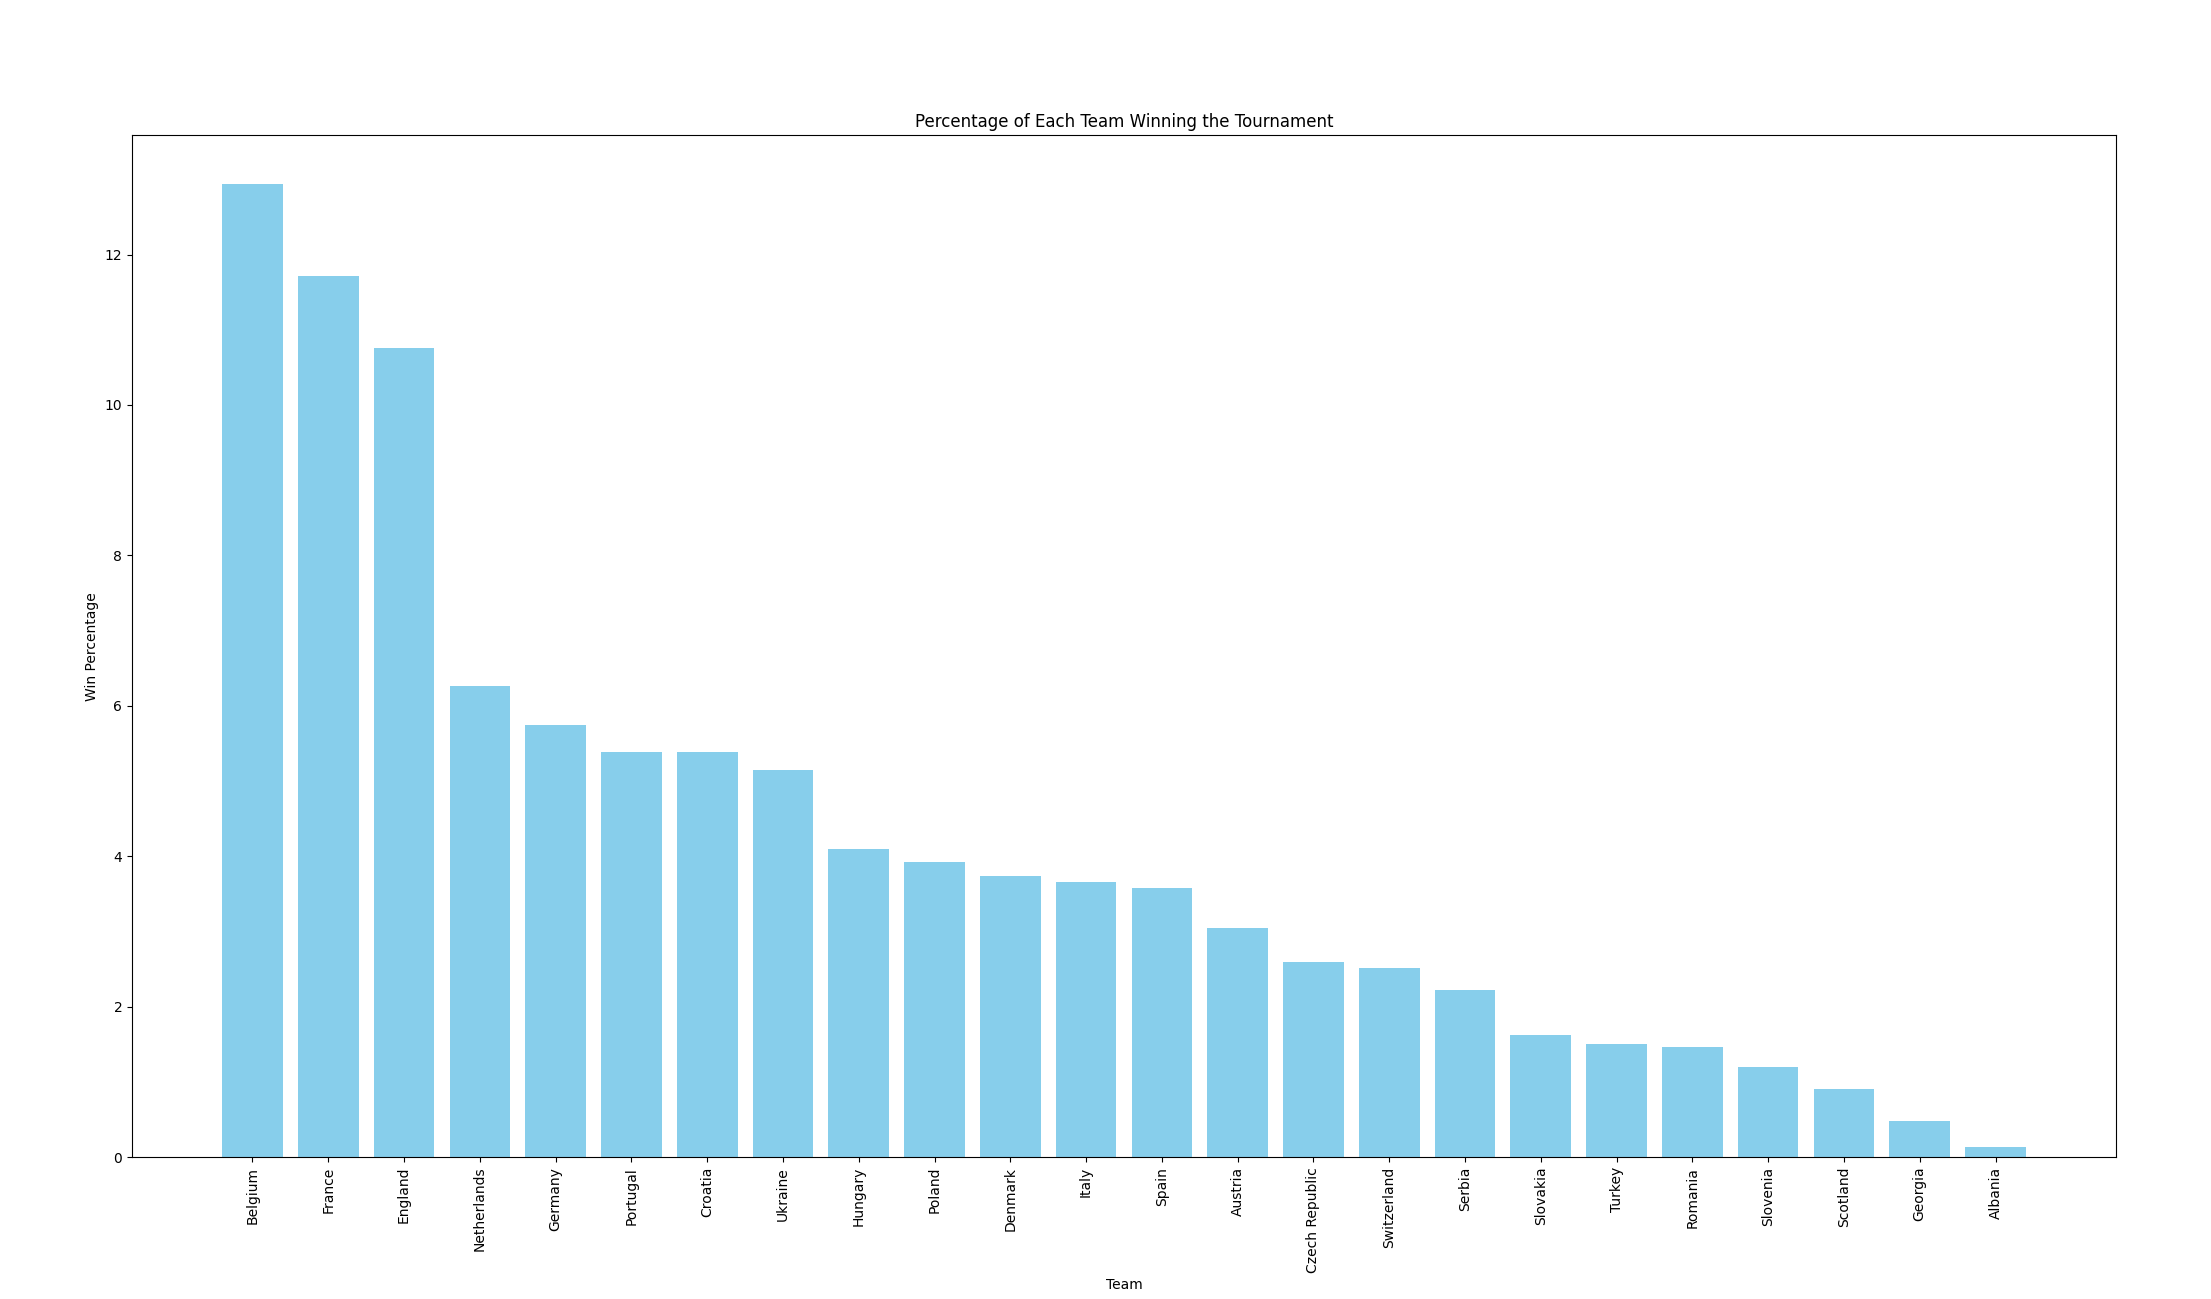 Percentage of Each Team Winning the Tournament
12
10
8
6
4
2
0
Win Percentage
Belgium
France
England
Netherlands
Germany
Portugal
Croatia
Ukraine
Hungary
Poland
Denmark
Italy
Spain
Austria
Czech Republic
Switzerland
Serbia
Slovakia
Turkey
Romania
Slovenia
Scotland
Georgia
Albania
Team